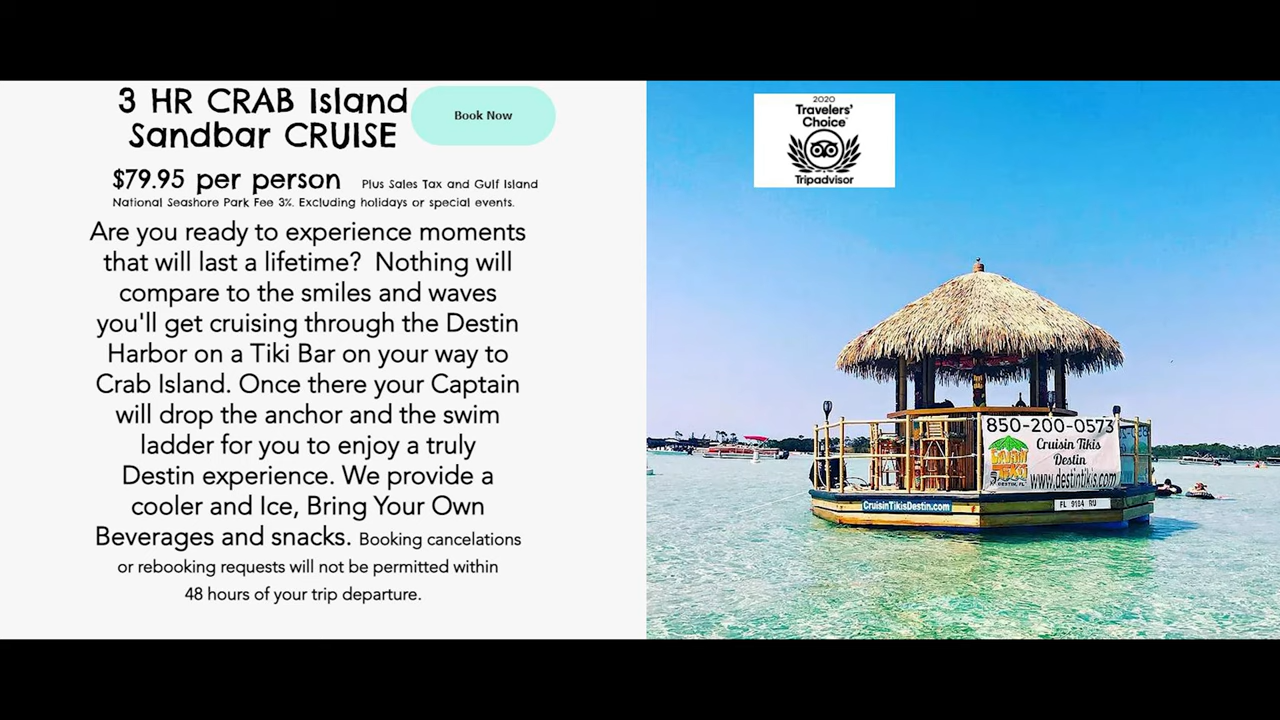 3 HR CRAB Island
Sandbar CRUISE
Book Now
$79.95 per person Plus Sales Tax and Gulf Island
National Seashore Park Fee 3%. Excluding holidays or special events.
Are you ready to experience moments
that will last a lifetime? Nothing will
compare to the smiles and waves
you'll get cruising through the Destin
Harbor on a Tiki Bar on your way to
Crab Island. Once there your Captain
will drop the anchor and the swim
ladder for you to enjoy a truly
Destin experience. We provide a
cooler and Ice, Bring Your Own
Beverages and snacks. Booking cancelations
or rebooking requests will not be permitted within
48 hours of your trip departure.
2020
Travelers'
Choice
Tripadvisor
850-200-0573
Cruisin Tikis
Destin
www.destintikis.com
DESTIN, FL
CruisinTikisDestin.com
FL 9184 RU